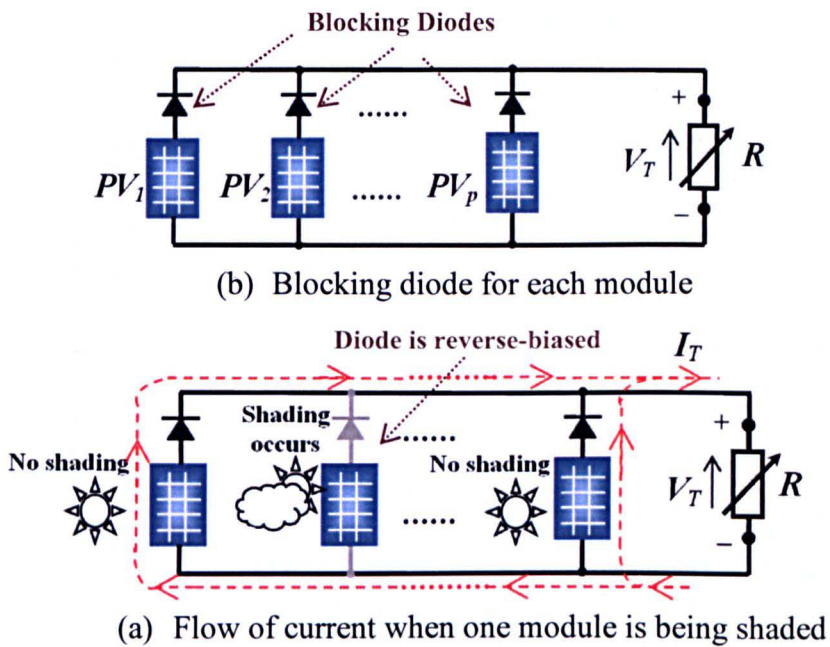 Blocking Diodes
PV1 PV2 ...... PVp
......
+
VT R
−
(b) Blocking diode for each module
Diode is reverse-biased
IT
Shading
occurs
No shading
No shading
......
......
+
VT R
−
(a) Flow of current when one module is being shaded